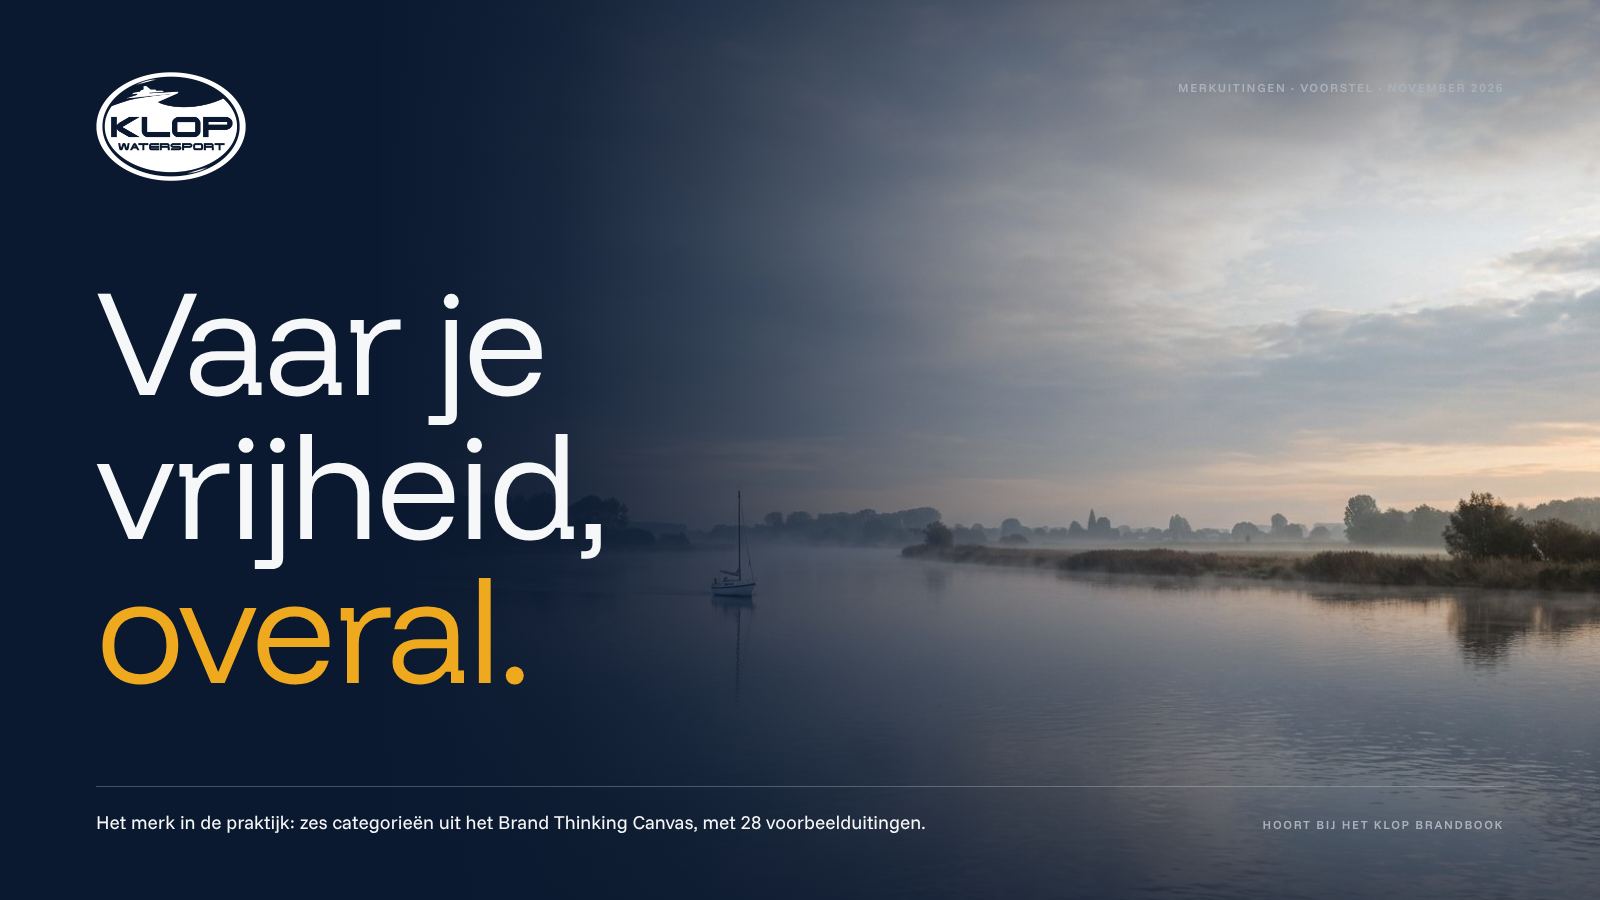 KLOP
WATERSPORT
MERKUITINGEN · VOORSTEL · NOVEMBER 2026
Vaar je
vrijheid,
overal.
Het merk in de praktijk: zes categorieën uit het Brand Thinking Canvas, met 28 voorbeelduitingen.
HOORT BIJ HET KLOP BRANDBOOK